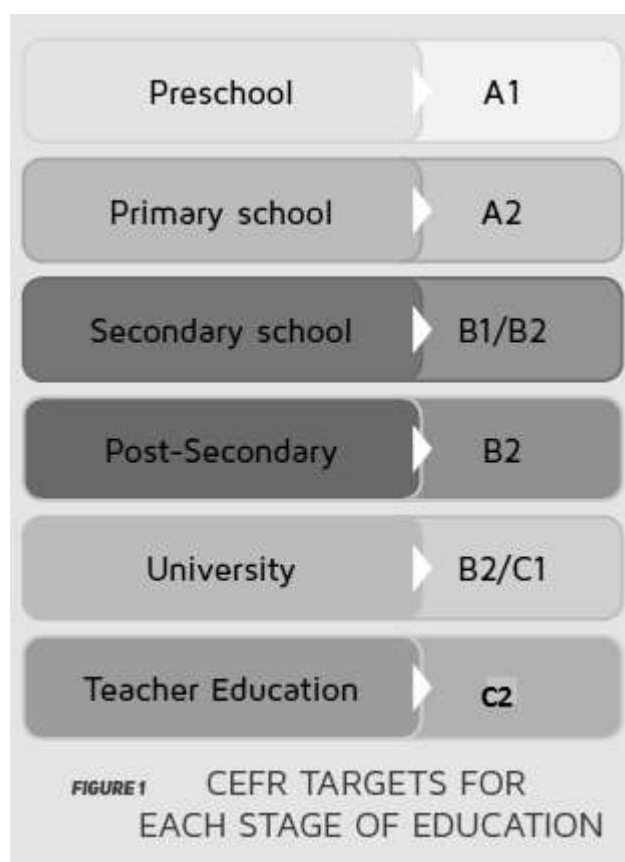 Preschool A1
Primary school A2
Secondary school B1/B2
Post-Secondary B2
University B2/C1
Teacher Education C2
FIGURE 1 CEFR TARGETS FOR
EACH STAGE OF EDUCATION